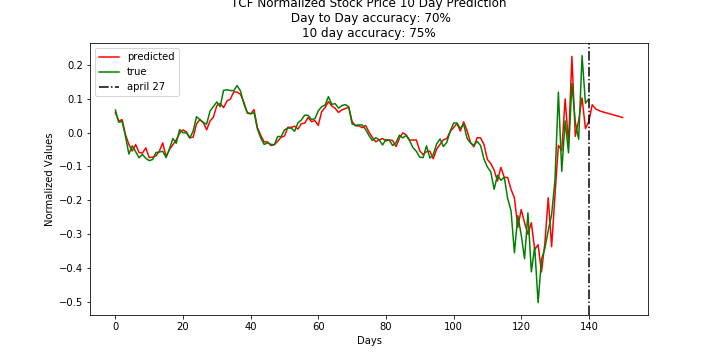 TCF Normalized Stock Price 10 Day Prediction
Day to Day accuracy: 70%
10 day accuracy: 75%
predicted
true
april 27
Normalized Values
0.2
0.1
0.0
−0.1
−0.2
−0.3
−0.4
−0.5
0 20 40 60 80 100 120 140
Days